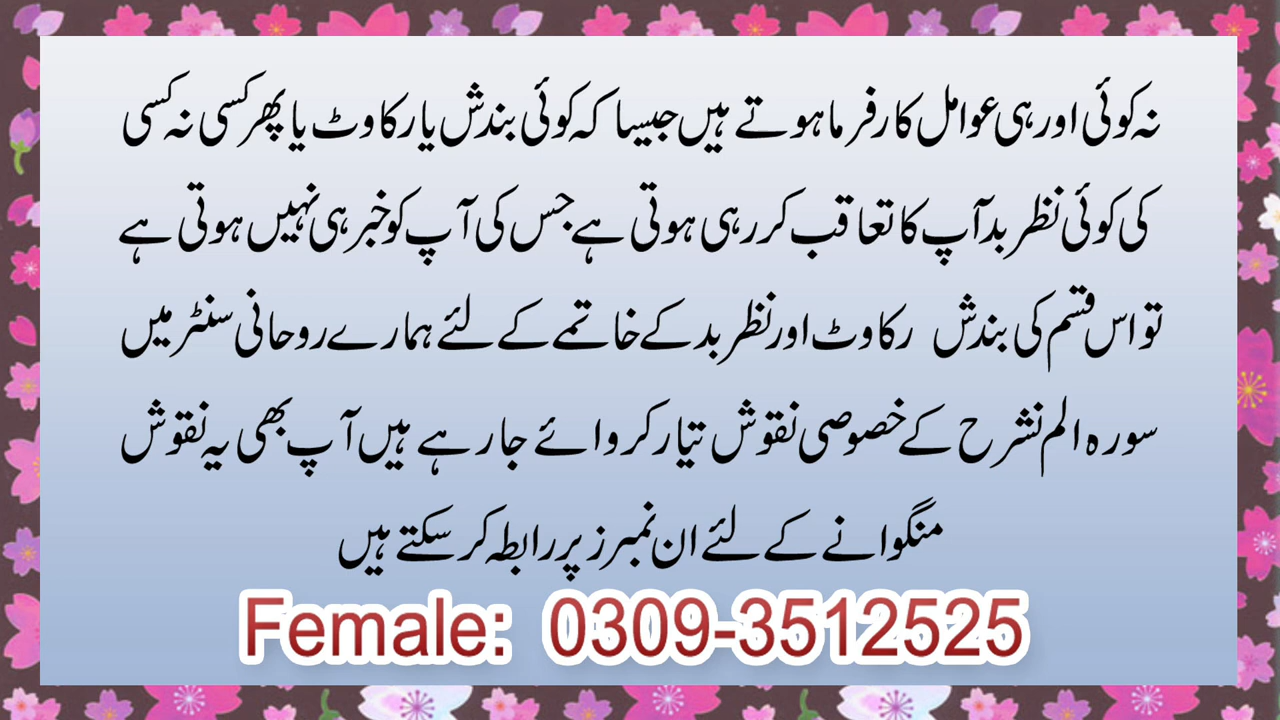 نہ کوئی اور ہی عوامل کارفرما ہوتے ہیں جیسا کہ کوئی بندش یا رکاوٹ یا پھر کسی نہ کسی
کی کوئی نظر بد آپ کا تعاقب کر رہی ہوتی ہے جس کی آپ کو خبر ہی نہیں ہوتی ہے
تو اس قسم کی بندش رکاوٹ اور نظر بد کے خاتمے کے لئے ہمارے روحانی سنٹر میں
سورہ الم نشرح کے خصوصی نقوش تیار کروائے جا رہے ہیں آپ بھی یہ نقوش
منگوانے کے لئے ان نمبرز پر رابطہ کر سکتے ہیں
Female: 0309-3512525